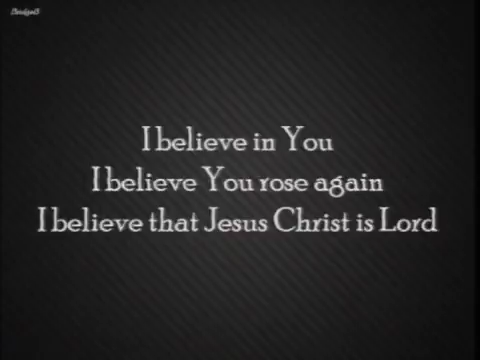 I believe in You
I believe You rose again
I believe that Jesus Christ is Lord